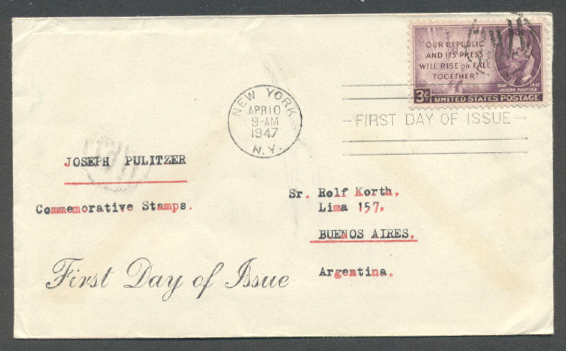 OUR REPUBLIC
AND ITS PRESS
WILL RISE OR FALL
TOGETHER
JOSEPH PULITZER
3¢ UNITED STATES POSTAGE
NEW YORK
APR 10
9-AM
1947
N.Y.
FIRST DAY OF ISSUE
JOSEPH PULITZER
Commemorative Stamps.
Sr. Rolf Korth.
Lima 157.
BUENOS AIRES.
Argentina.
First Day of Issue